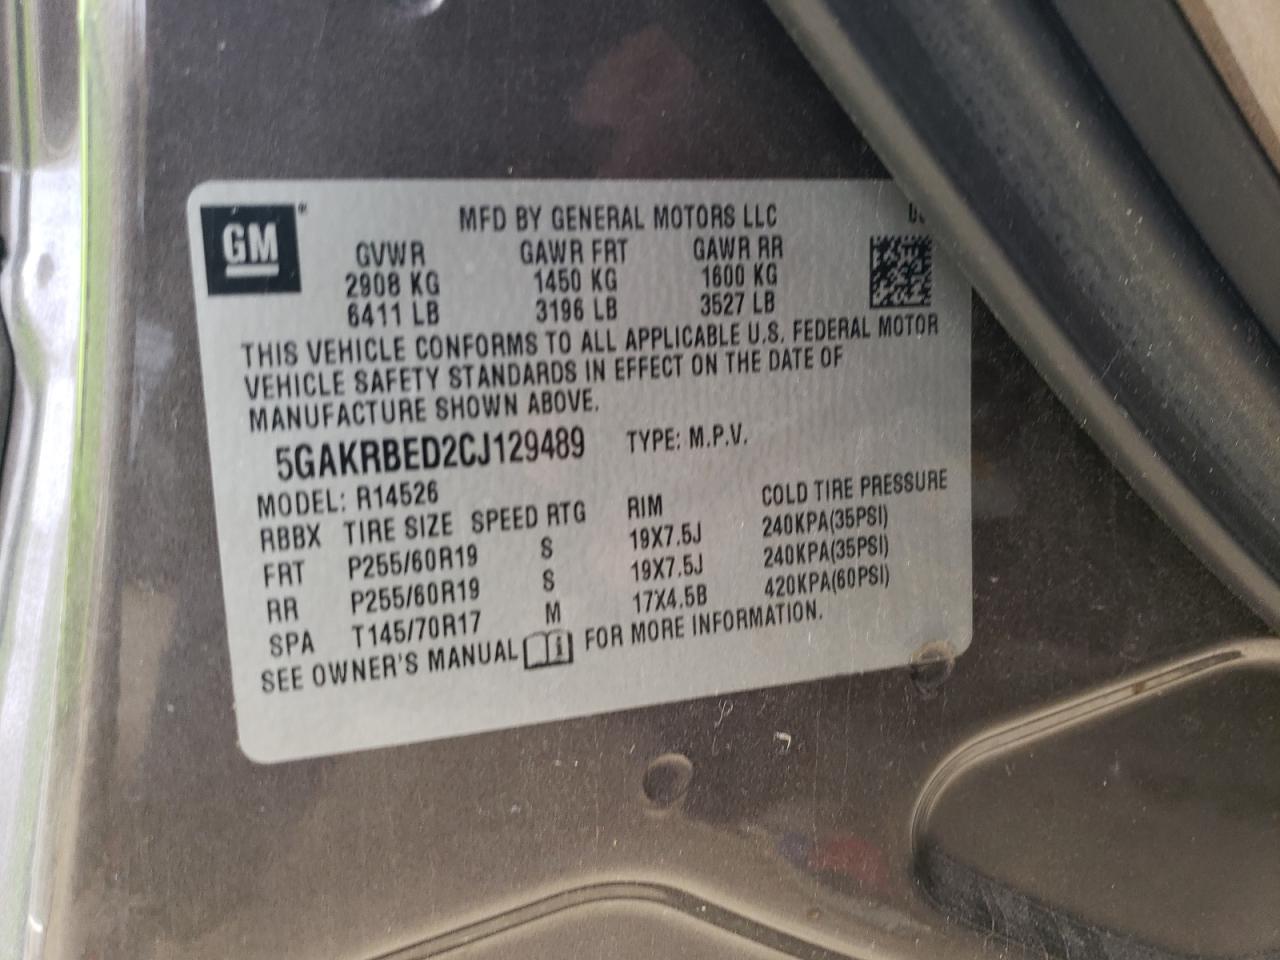 GM ®
MFD BY GENERAL MOTORS LLC
GVWR GAWR FRT GAWR RR
2908 KG 1450 KG 1600 KG
6411 LB 3196 LB 3527 LB
THIS VEHICLE CONFORMS TO ALL APPLICABLE U.S. FEDERAL MOTOR
VEHICLE SAFETY STANDARDS IN EFFECT ON THE DATE OF
MANUFACTURE SHOWN ABOVE.
5GAKRBED2CJ129489 TYPE: M.P.V.
MODEL: R14526
RBBX TIRE SIZE SPEED RTG RIM COLD TIRE PRESSURE
FRT P255/60R19 S 19X7.5J 240KPA(35PSI)
RR P255/60R19 S 19X7.5J 240KPA(35PSI)
SPA T145/70R17 M 17X4.5B 420KPA(60PSI)
SEE OWNER'S MANUAL FOR MORE INFORMATION.